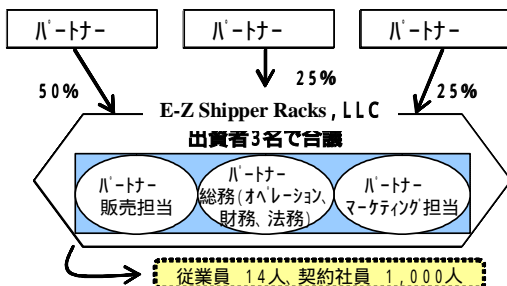 パートナー パートナー パートナー
50% 25% 25%
E-Z Shipper Racks, LLC
出資者3名で合議
パートナー
販売担当
パートナー
総務(オペレーション、
財務、法務)
パートナー
マーケティング担当
従業員 14人、契約社員 1,000人